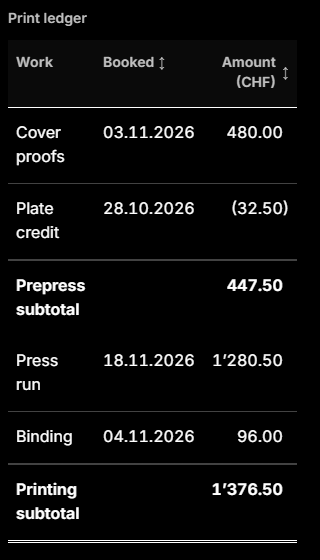 Print ledger
Work Booked ↕ Amount (CHF) ↕
Cover proofs 03.11.2026 480.00
Plate credit 28.10.2026 (32.50)
Prepress subtotal 447.50
Press run 18.11.2026 1’280.50
Binding 04.11.2026 96.00
Printing subtotal 1’376.50